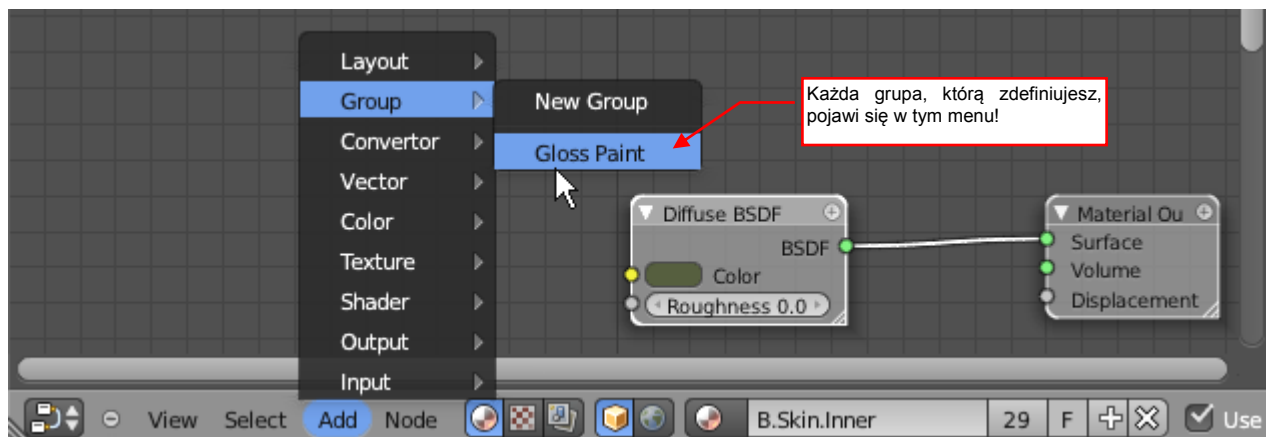 Layout
Group
Convertor
Vector
Color
Texture
Shader
Output
Input
New Group
Gloss Paint
Każda grupa, którą zdefiniujesz,
pojawi się w tym menu!
Diffuse BSDF
BSDF
Color
Roughness 0.0
Material Ou
Surface
Volume
Displacement
View Select Add Node B.Skin.Inner 29 F Use